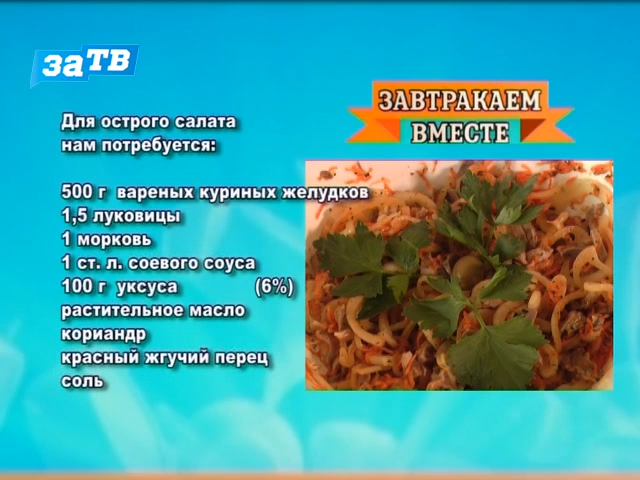 заТВ
ЗАВТРАКАЕМ
ВМЕСТЕ
Для острого салата
нам потребуется:
500 г вареных куриных желудков
1,5 луковицы
1 морковь
1 ст. л. соевого соуса
100 г уксуса (6%)
растительное масло
кориандр
красный жгучий перец
соль